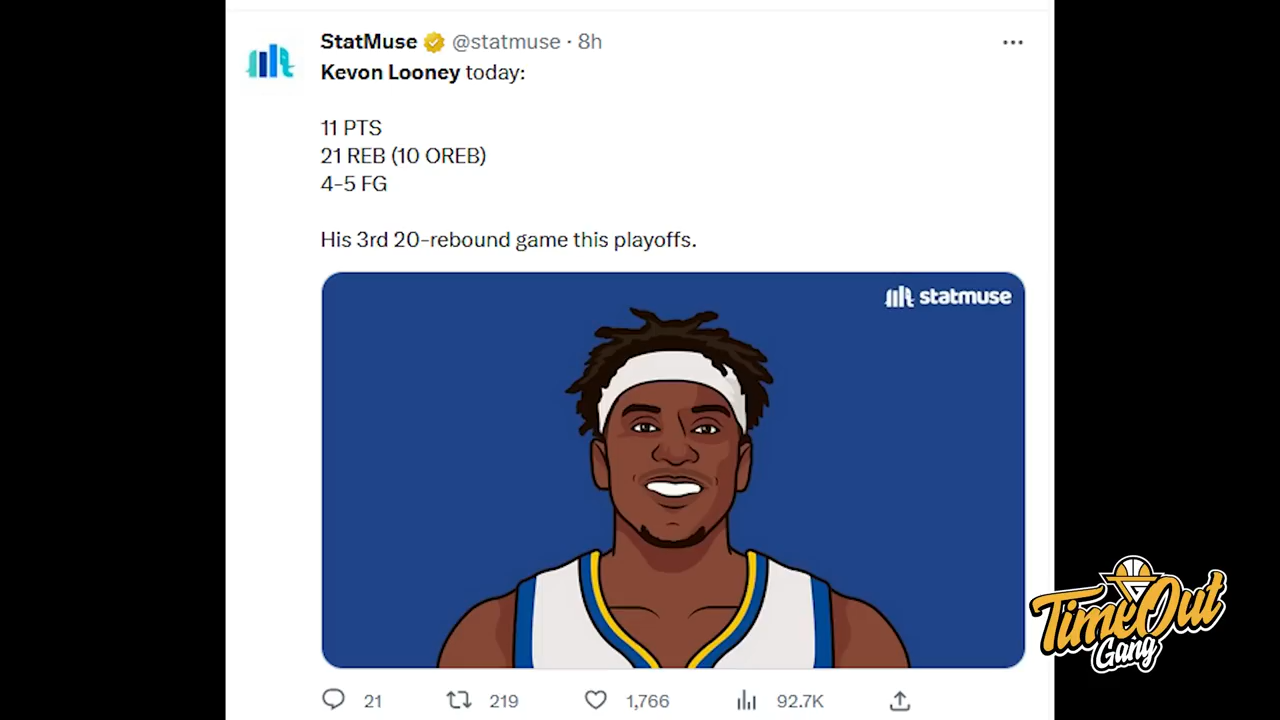 StatMuse @statmuse · 8h
Kevon Looney today:
11 PTS
21 REB (10 OREB)
4-5 FG
His 3rd 20-rebound game this playoffs.
statmuse
TimeOut
Gang
21 219 1,766 92.7K